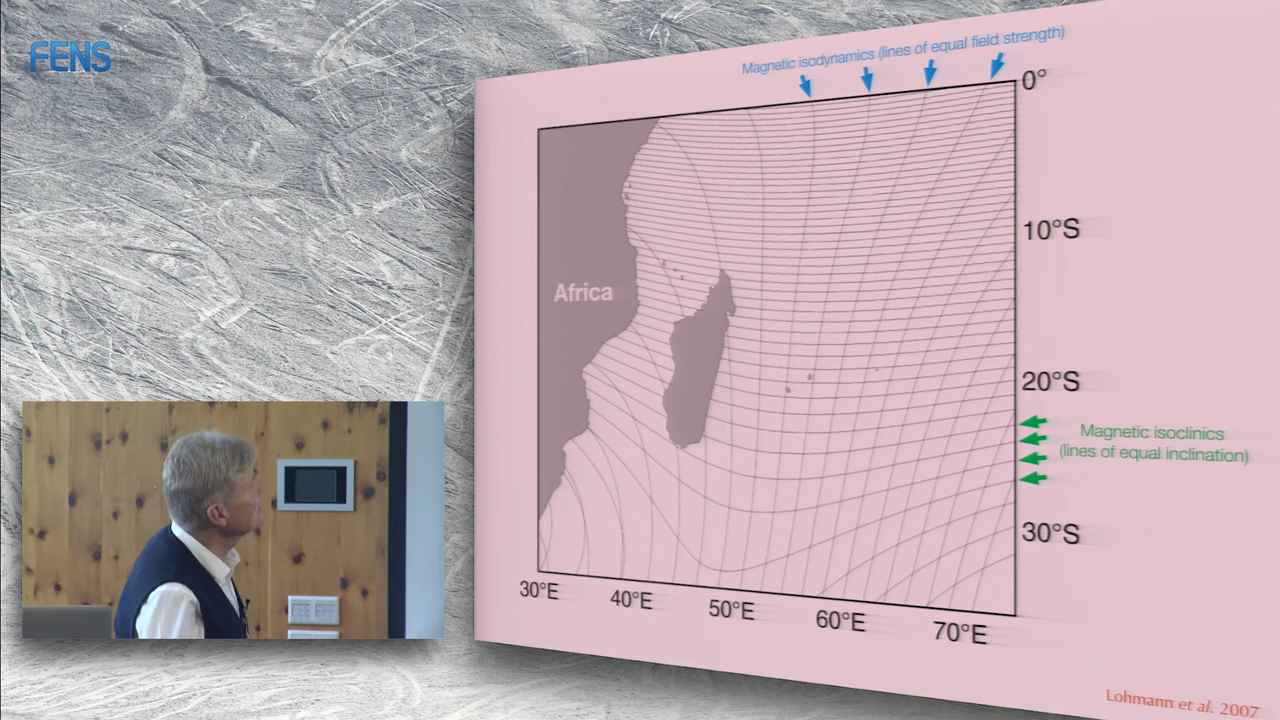 FENS
Magnetic isodynamics (lines of equal field strength)
0°
10°S
Africa
20°S
Magnetic isoclinics
(lines of equal inclination)
30°S
30°E
40°E
50°E
60°E
70°E
Lohmann et al. 2007